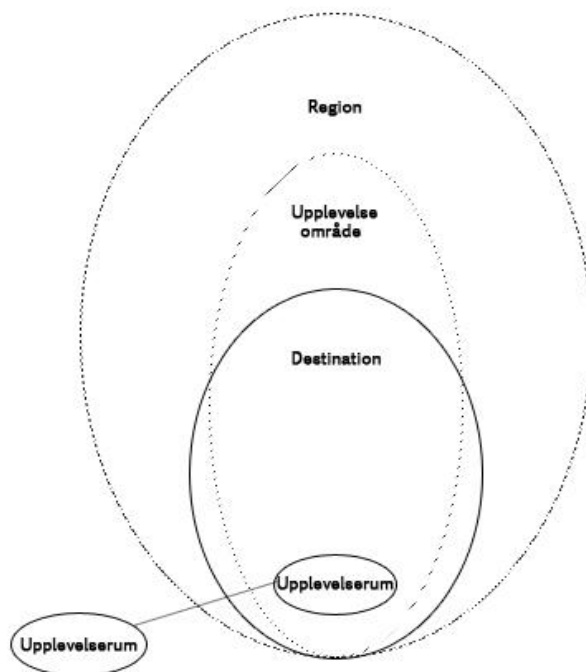 Region
Upplevelse
område
Destination
Upplevelserum
Upplevelserum